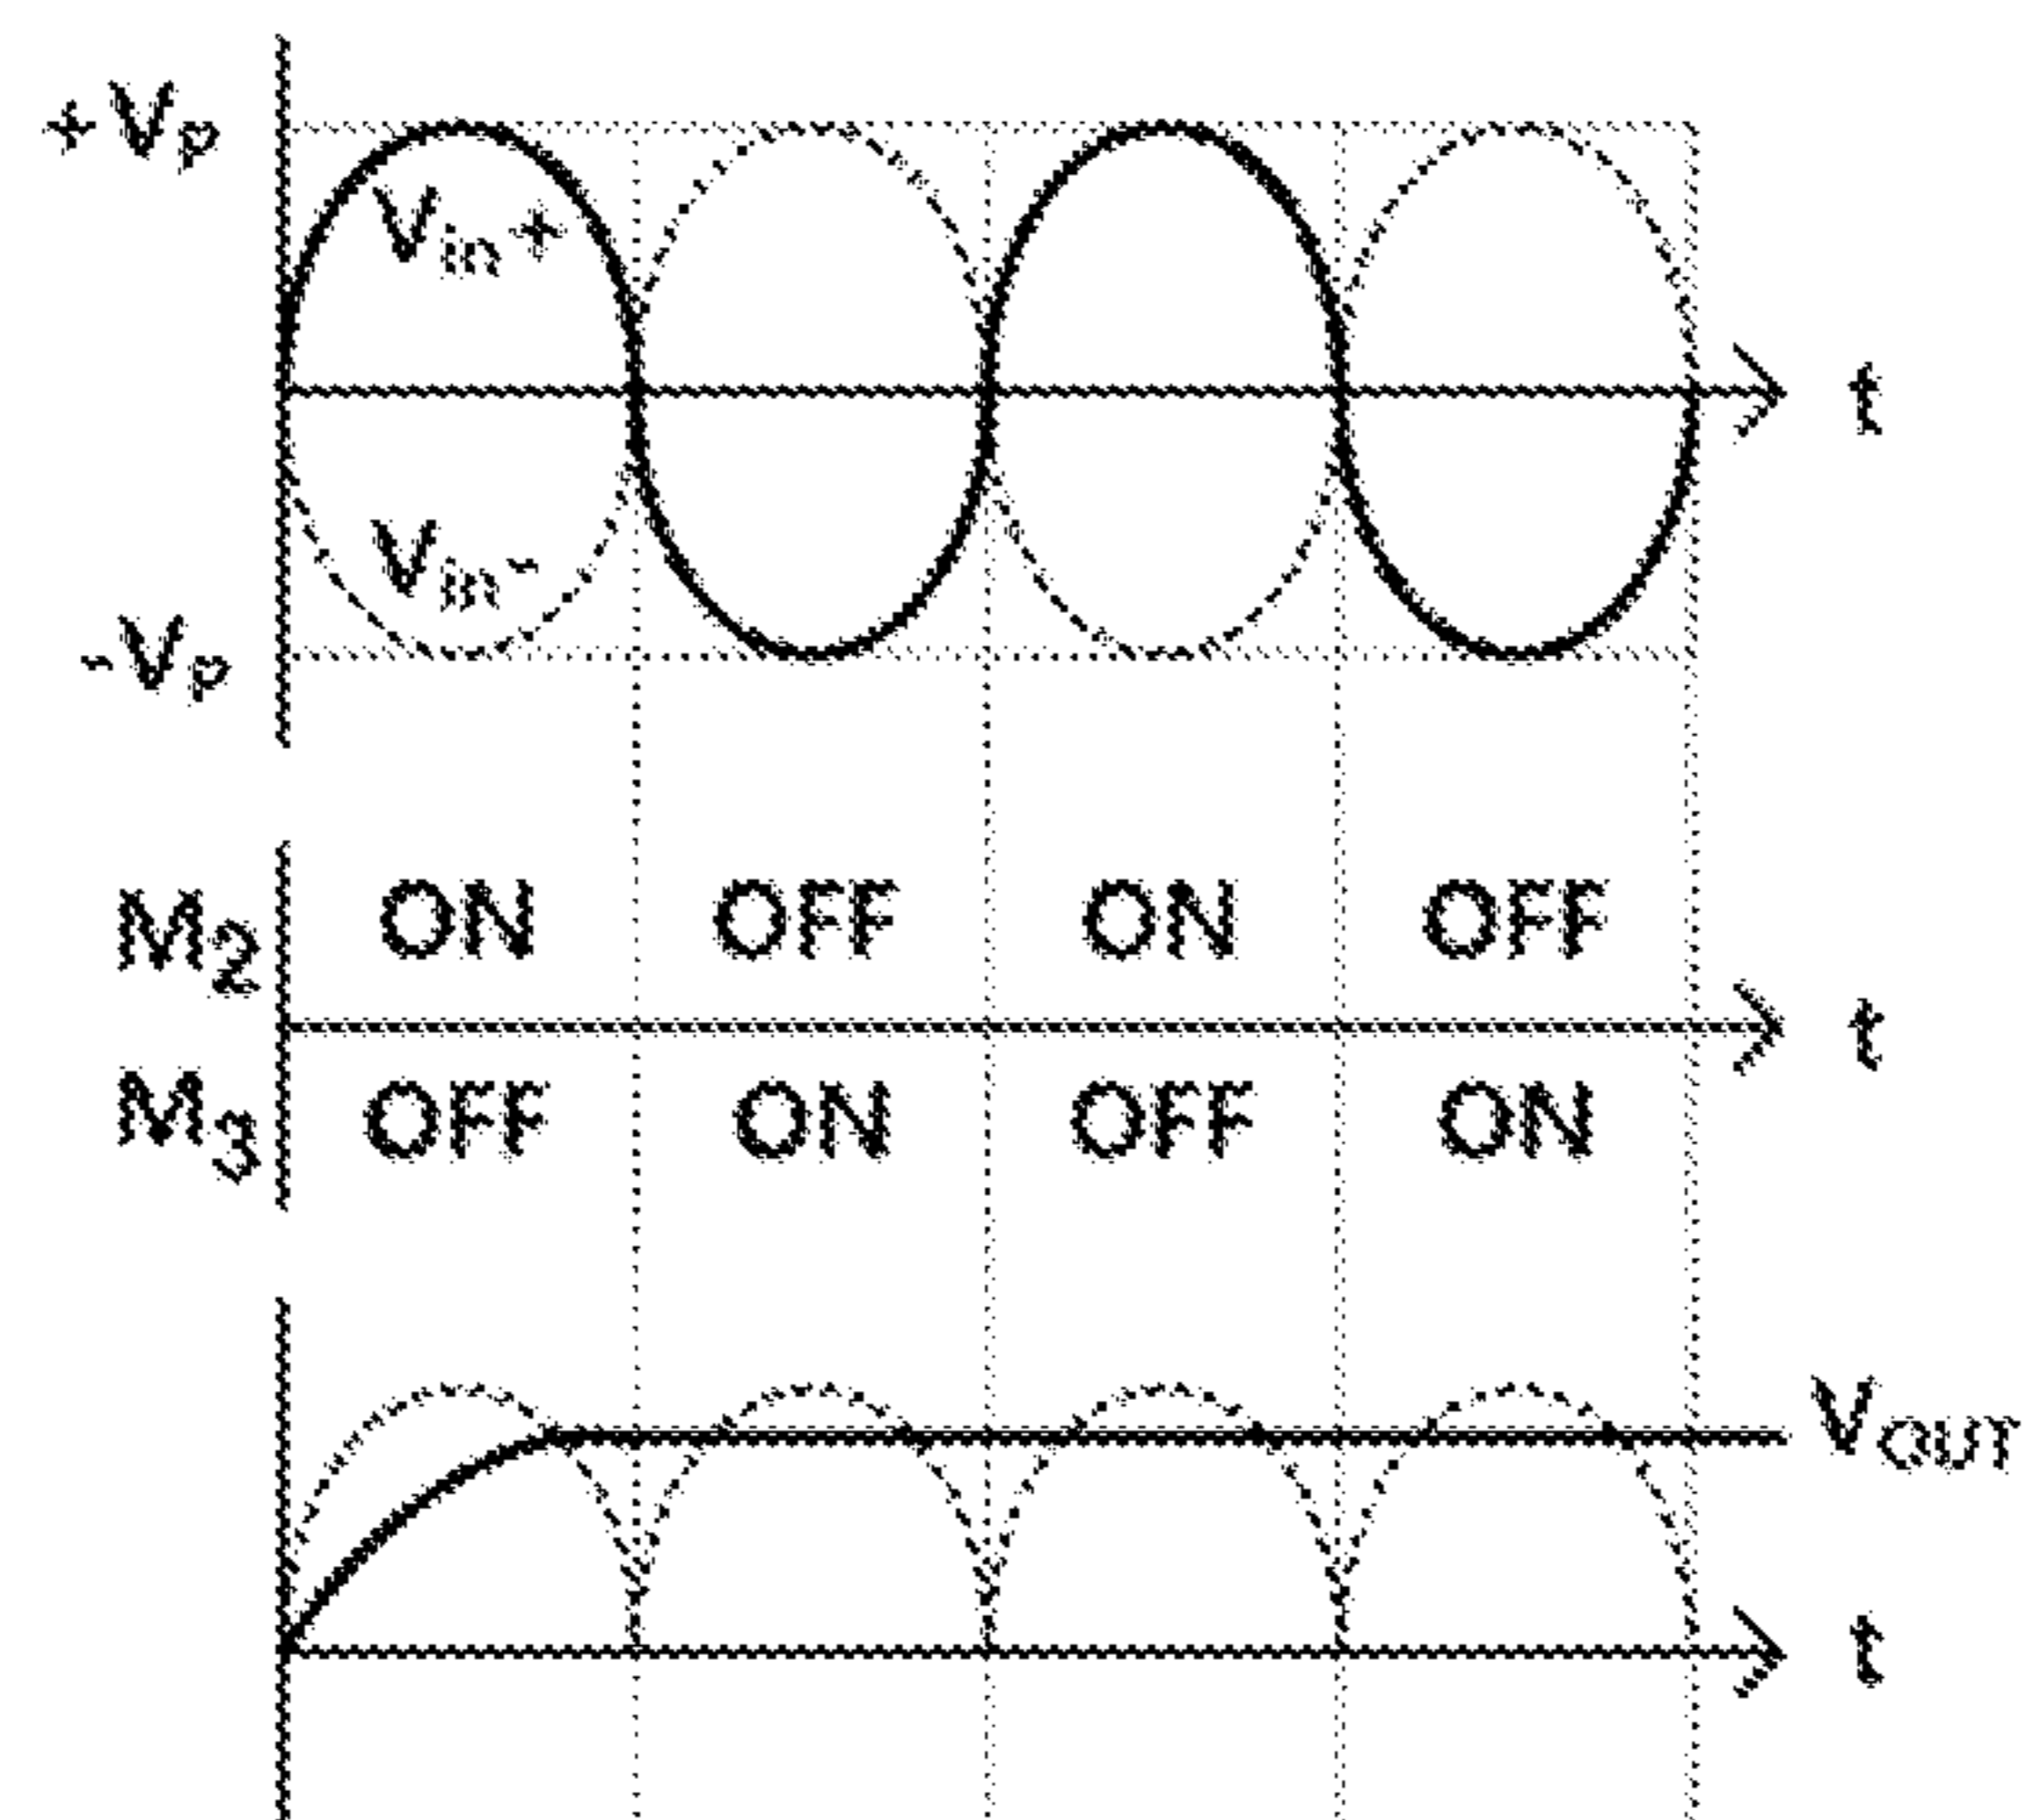 +Vp
Vin+
t
Vin-
-Vp
M2 ON OFF ON OFF
t
M3 OFF ON OFF ON
VOUT
t